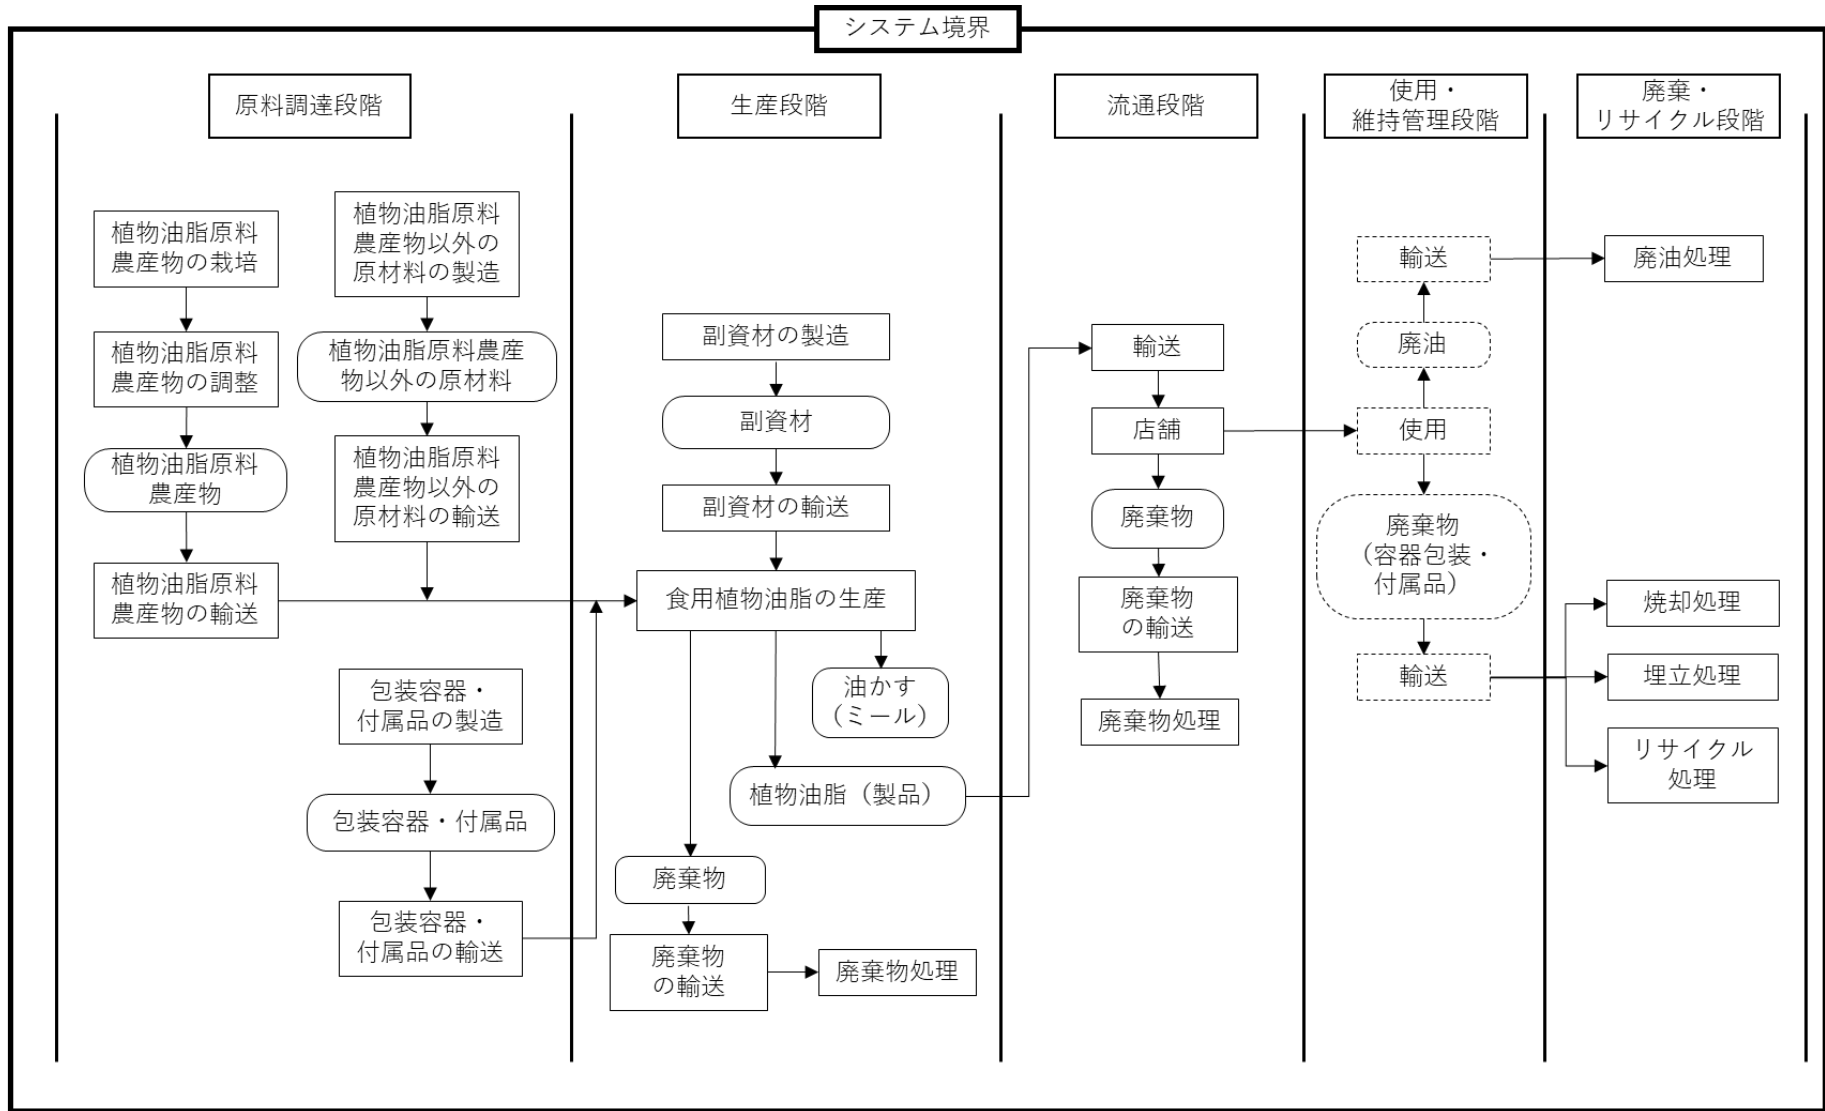 システム境界
原料調達段階
生産段階
流通段階
使用・
維持管理段階
廃棄・
リサイクル段階
植物油脂原料
農産物の栽培
植物油脂原料
農産物の調整
植物油脂原料
農産物
植物油脂原料
農産物の輸送
植物油脂原料
農産物以外の
原材料の製造
植物油脂原料農産
物以外の原材料
植物油脂原料
農産物以外の
原材料の輸送
包装容器・
付属品の製造
包装容器・付属品
包装容器・
付属品の輸送
副資材の製造
副資材
副資材の輸送
食用植物油脂の生産
油かす
（ミール）
植物油脂（製品）
廃棄物
廃棄物
の輸送
廃棄物処理
輸送
店舗
廃棄物
廃棄物
の輸送
廃棄物処理
輸送
廃油
使用
廃棄物
（容器包装・
付属品）
輸送
廃油処理
焼却処理
埋立処理
リサイクル
処理